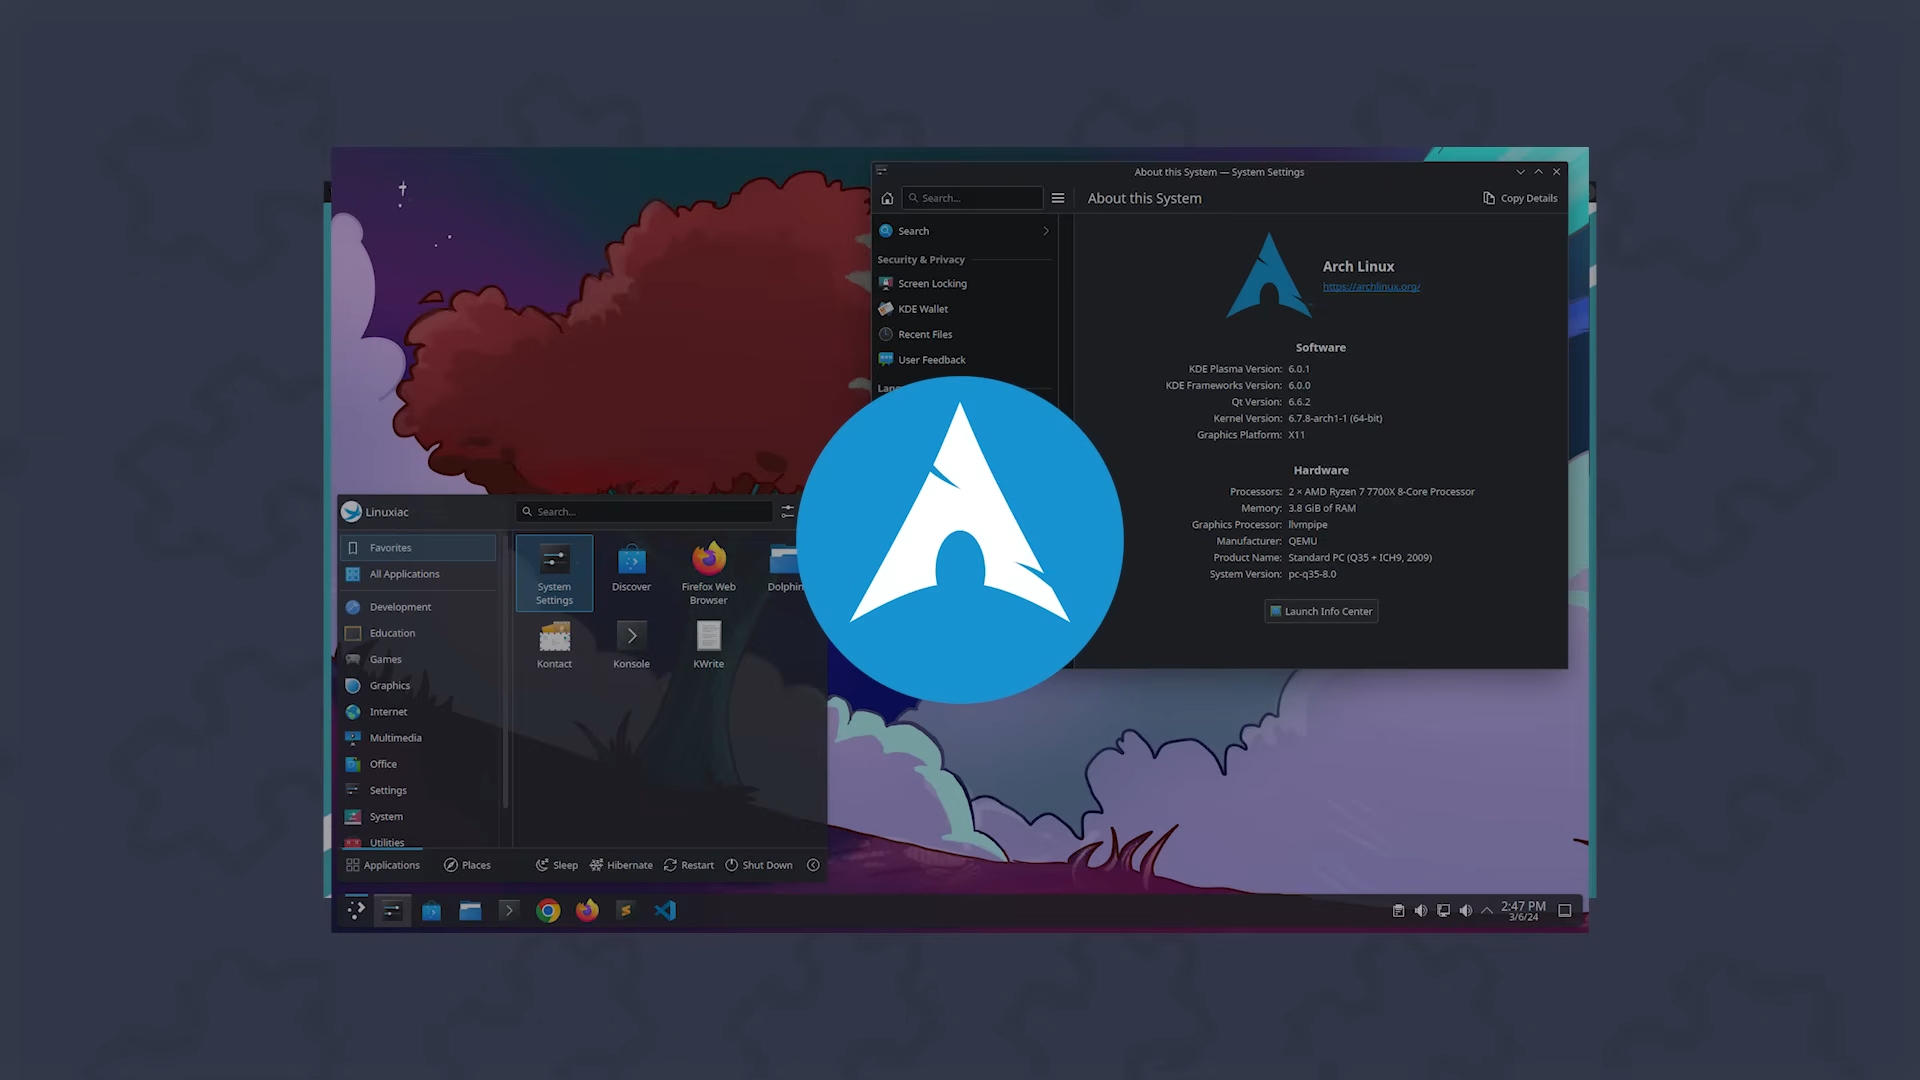 About this System — System Settings
Search...
About this System
Copy Details
Search
Security & Privacy
Screen Locking
KDE Wallet
Recent Files
User Feedback
Arch Linux
https://archlinux.org/
Software
KDE Plasma Version: 6.0.1
KDE Frameworks Version: 6.0.0
Qt Version: 6.6.2
Kernel Version: 6.7.8-arch1-1 (64-bit)
Graphics Platform: X11
Hardware
Processors: 2 × AMD Ryzen 7 7700X 8-Core Processor
Memory: 3.8 GiB of RAM
Graphics Processor: llvmpipe
Manufacturer: QEMU
Product Name: Standard PC (Q35 + ICH9, 2009)
System Version: pc-q35-8.0
Launch Info Center
Linuxiac
Search...
Favorites
All Applications
Development
Education
Games
Graphics
Internet
Multimedia
Office
Settings
System
Utilities
System
Settings
Discover
Firefox Web
Browser
Dolphin
Kontact
Konsole
KWrite
Applications
Places
Sleep
Hibernate
Restart
Shut Down
2:47 PM
3/6/24